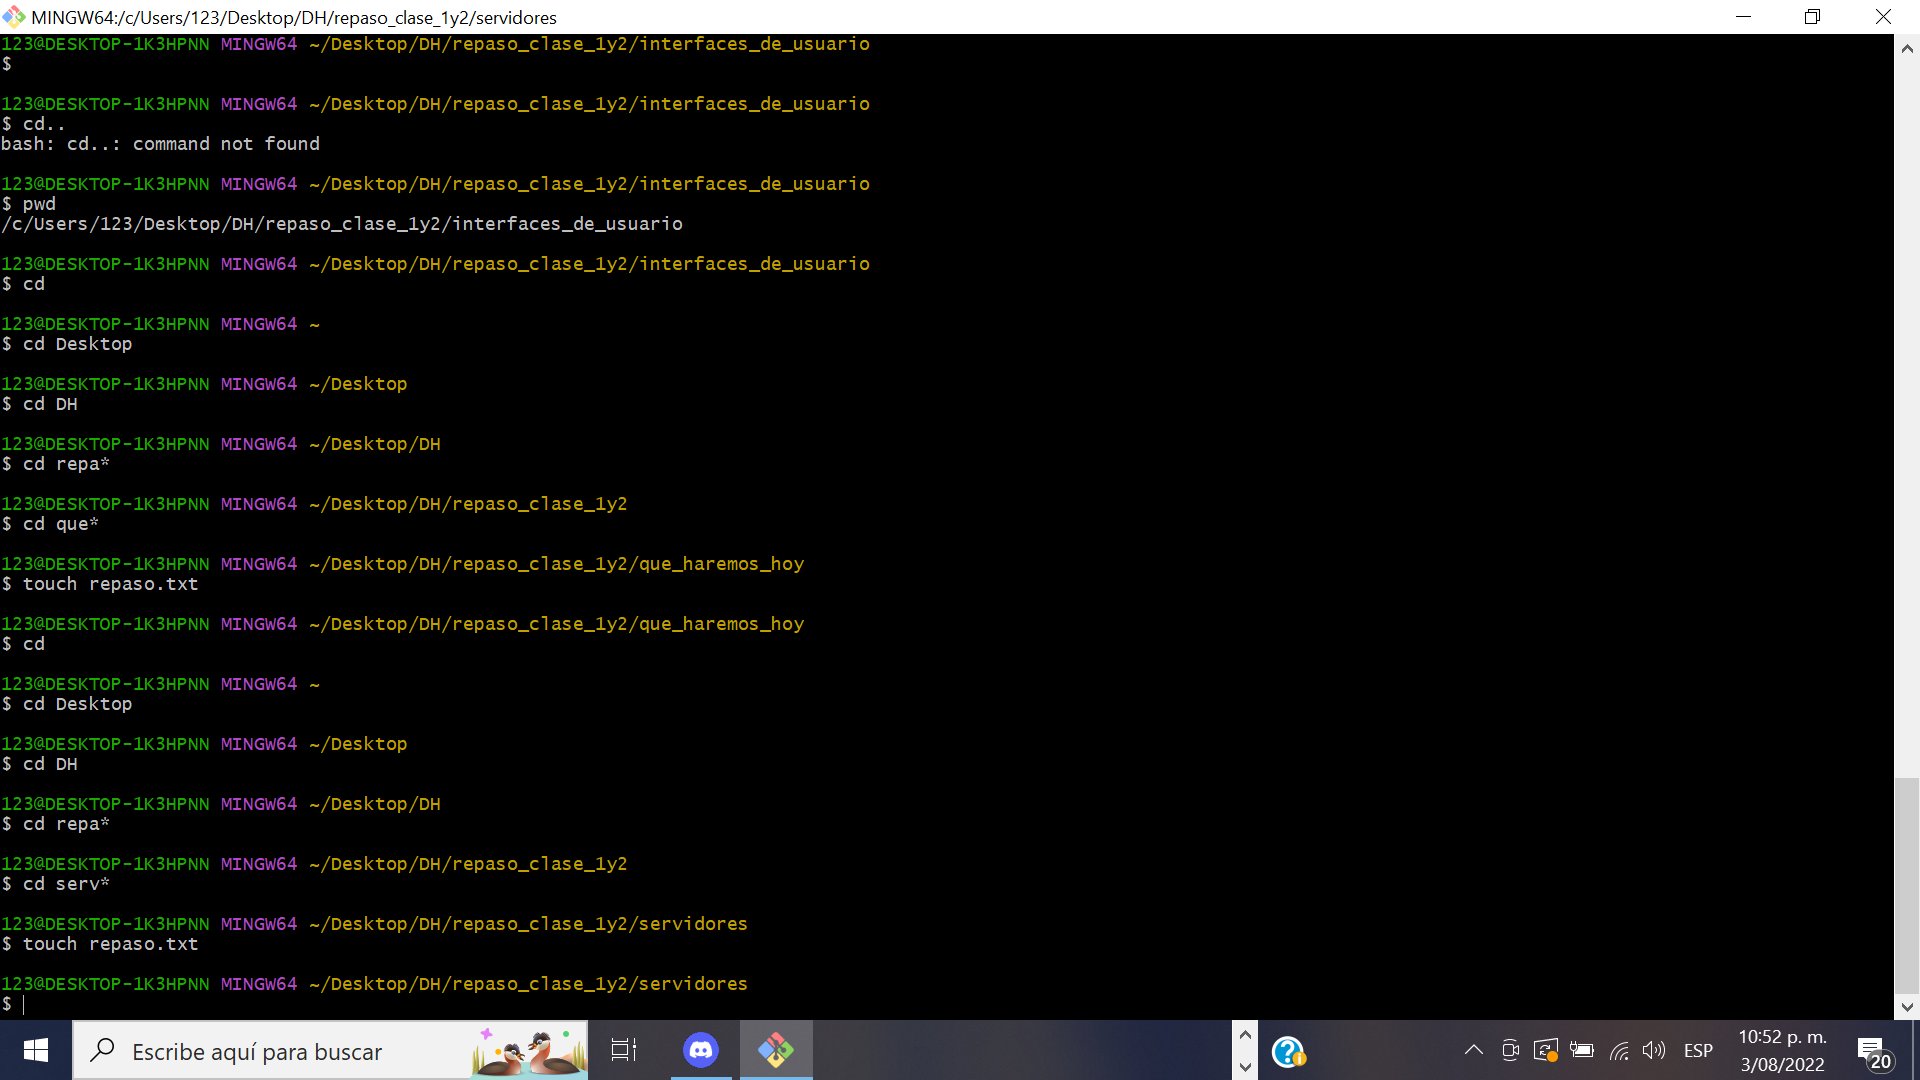 MINGW64:/c/Users/123/Desktop/DH/repaso_clase_1y2/servidores
123@DESKTOP-1K3HPNN MINGW64 ~/Desktop/DH/repaso_clase_1y2/interfaces_de_usuario
$
123@DESKTOP-1K3HPNN MINGW64 ~/Desktop/DH/repaso_clase_1y2/interfaces_de_usuario
$ cd..
bash: cd..: command not found
123@DESKTOP-1K3HPNN MINGW64 ~/Desktop/DH/repaso_clase_1y2/interfaces_de_usuario
$ pwd
/c/Users/123/Desktop/DH/repaso_clase_1y2/interfaces_de_usuario
123@DESKTOP-1K3HPNN MINGW64 ~/Desktop/DH/repaso_clase_1y2/interfaces_de_usuario
$ cd
123@DESKTOP-1K3HPNN MINGW64 ~
$ cd Desktop
123@DESKTOP-1K3HPNN MINGW64 ~/Desktop
$ cd DH
123@DESKTOP-1K3HPNN MINGW64 ~/Desktop/DH
$ cd repa*
123@DESKTOP-1K3HPNN MINGW64 ~/Desktop/DH/repaso_clase_1y2
$ cd que*
123@DESKTOP-1K3HPNN MINGW64 ~/Desktop/DH/repaso_clase_1y2/que_haremos_hoy
$ touch repaso.txt
123@DESKTOP-1K3HPNN MINGW64 ~/Desktop/DH/repaso_clase_1y2/que_haremos_hoy
$ cd
123@DESKTOP-1K3HPNN MINGW64 ~
$ cd Desktop
123@DESKTOP-1K3HPNN MINGW64 ~/Desktop
$ cd DH
123@DESKTOP-1K3HPNN MINGW64 ~/Desktop/DH
$ cd repa*
123@DESKTOP-1K3HPNN MINGW64 ~/Desktop/DH/repaso_clase_1y2
$ cd serv*
123@DESKTOP-1K3HPNN MINGW64 ~/Desktop/DH/repaso_clase_1y2/servidores
$ touch repaso.txt
123@DESKTOP-1K3HPNN MINGW64 ~/Desktop/DH/repaso_clase_1y2/servidores
$
Escribe aquí para buscar
ESP
10:52 p. m.
3/08/2022
20